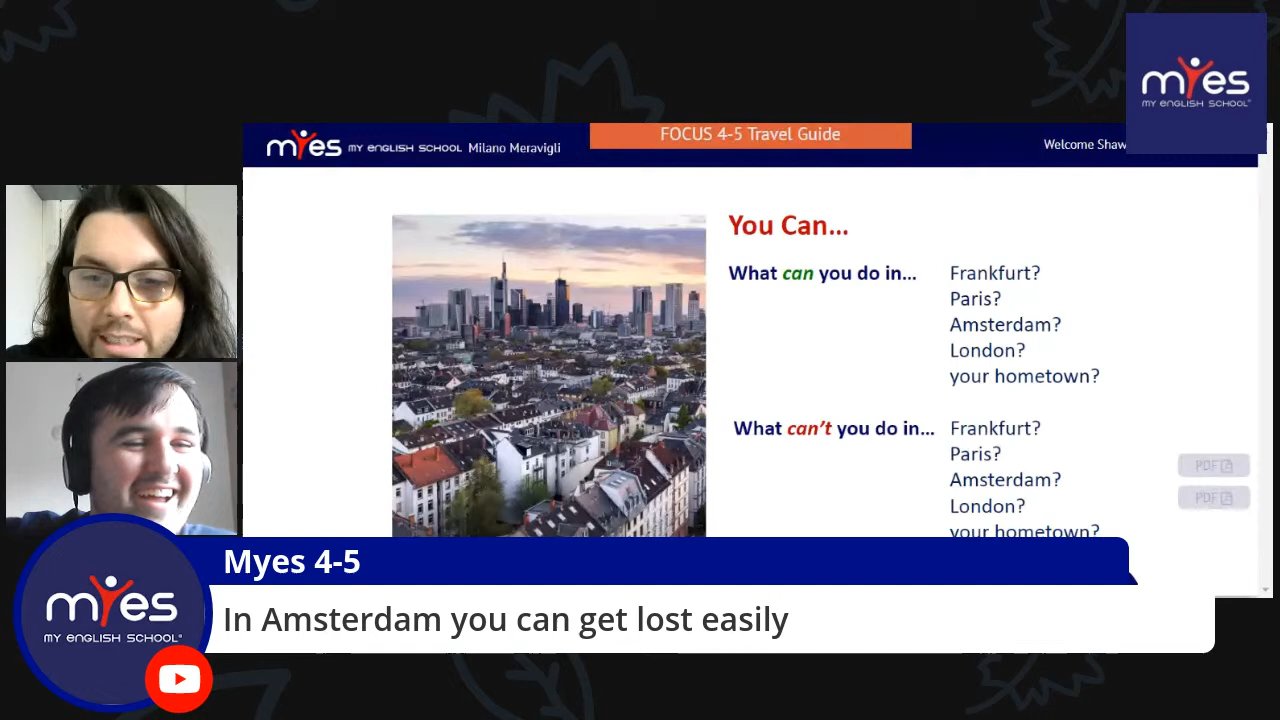 myes
MY ENGLISH SCHOOL
myes MY ENGLISH SCHOOL Milano Meravigli
FOCUS 4-5 Travel Guide
Welcome Shaw
You Can...
What can you do in...
Frankfurt?
Paris?
Amsterdam?
London?
your hometown?
What can't you do in...
Frankfurt?
Paris?
Amsterdam?
London?
your hometown?
PDF
PDF
Myes 4-5
In Amsterdam you can get lost easily
myes
MY ENGLISH SCHOOL